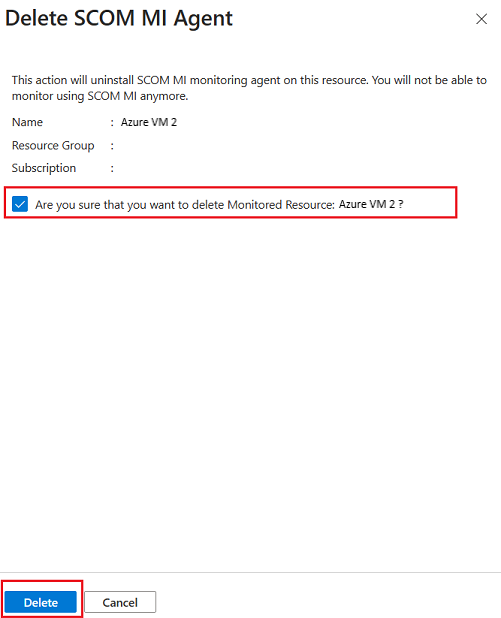 Delete SCOM MI Agent
This action will uninstall SCOM MI monitoring agent on this resource. You will not be able to
monitor using SCOM MI anymore.
Name : Azure VM 2
Resource Group :
Subscription :
Are you sure that you want to delete Monitored Resource: Azure VM 2 ?
Delete Cancel